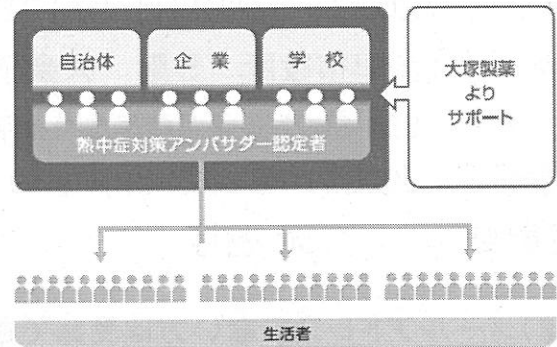 自治体
企業
学校
大塚製薬
より
サポート
熱中症対策アンバサダー認定者
生活者